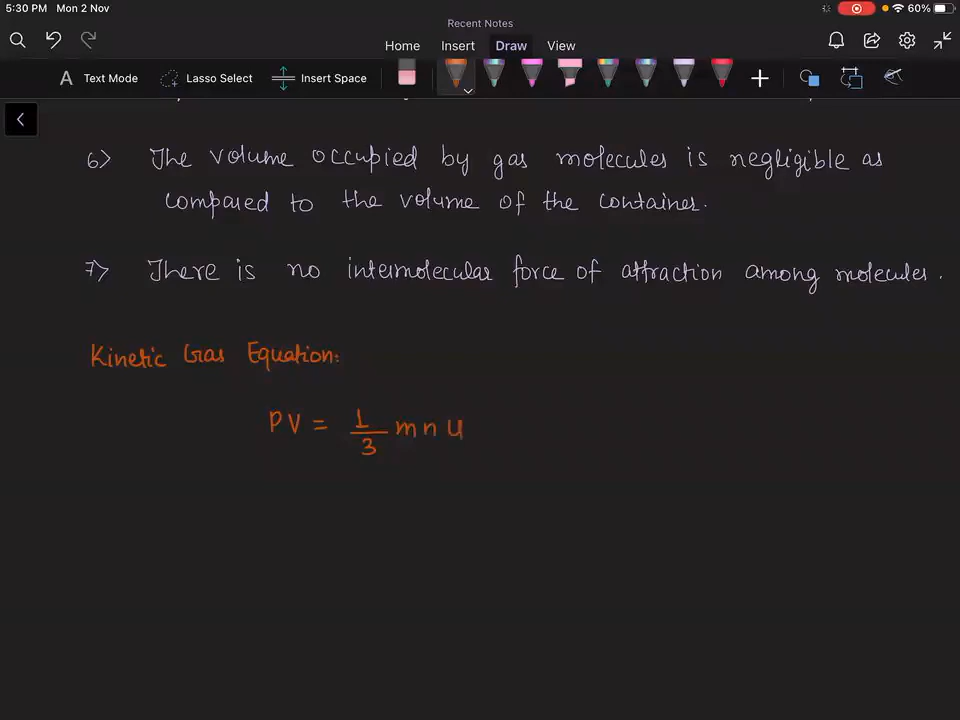 5:30 PM Mon 2 Nov
60%
Recent Notes
Home Insert Draw View
Text Mode Lasso Select Insert Space
6> The volume occupied by gas molecules is negligible as
compared to the volume of the container.
7> There is no intermolecular force of attraction among molecules.
Kinetic Gas Equation:
PV = 1/3 mnu